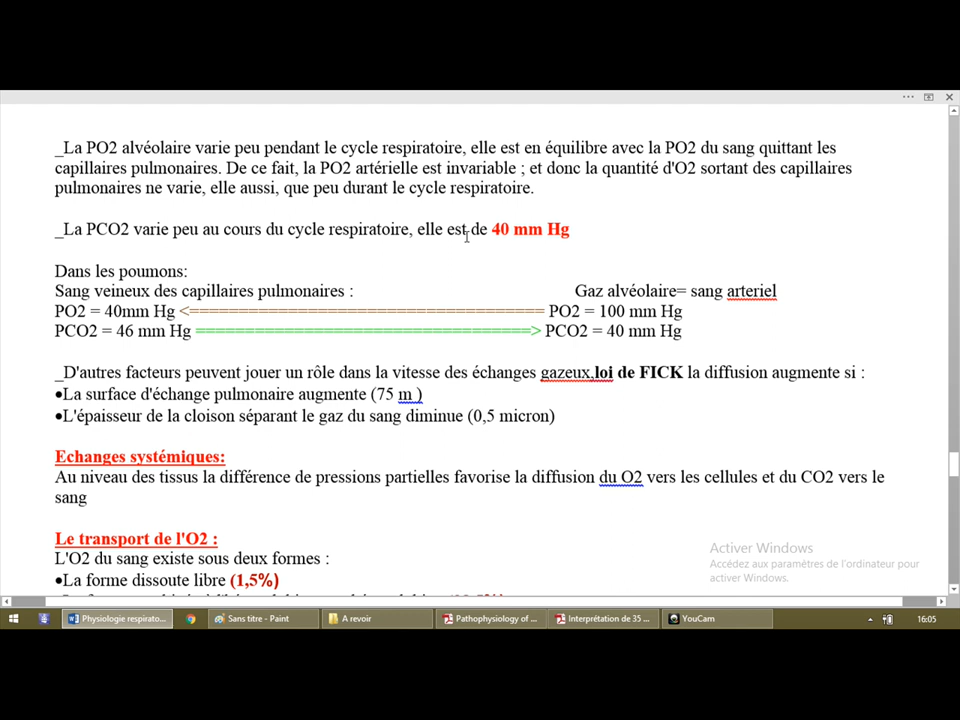 _La PO2 alvéolaire varie peu pendant le cycle respiratoire, elle est en équilibre avec la PO2 du sang quittant les
capillaires pulmonaires. De ce fait, la PO2 artérielle est invariable ; et donc la quantité d'O2 sortant des capillaires
pulmonaires ne varie, elle aussi, que peu durant le cycle respiratoire.
_La PCO2 varie peu au cours du cycle respiratoire, elle est de 40 mm Hg
Dans les poumons:
Sang veineux des capillaires pulmonaires : Gaz alvéolaire= sang arteriel
PO2 = 40mm Hg <================================== PO2 = 100 mm Hg
PCO2 = 46 mm Hg ==================================> PCO2 = 40 mm Hg
_D'autres facteurs peuvent jouer un rôle dans la vitesse des échanges gazeux,loi de FICK la diffusion augmente si :
•La surface d'échange pulmonaire augmente (75 m )
•L'épaisseur de la cloison séparant le gaz du sang diminue (0,5 micron)
Echanges systémiques:
Au niveau des tissus la différence de pressions partielles favorise la diffusion du O2 vers les cellules et du CO2 vers le
sang
Le transport de l'O2 :
L'O2 du sang existe sous deux formes :
•La forme dissoute libre (1,5%)
Activer Windows
Accédez aux paramètres de l'ordinateur pour
activer Windows.
Physiologie respirato...
Sans titre - Paint
A revoir
Pathophysiology of ...
Interprétation de 35 ...
YouCam
16:05